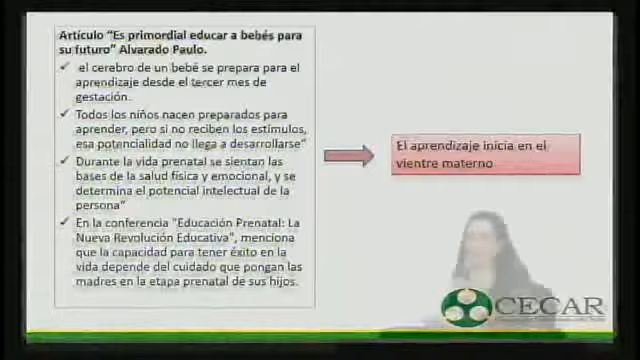 Artículo "Es primordial educar a bebés para
su futuro" Alvarado Paulo.
✓ el cerebro de un bebé se prepara para el
aprendizaje desde el tercer mes de
gestación.
✓ Todos los niños nacen preparados para
aprender, pero si no reciben los estímulos,
esa potencialidad no llega a desarrollarse"
✓ Durante la vida prenatal se sientan las
bases de la salud física y emocional, y se
determina el potencial intelectual de la
persona"
✓ En la conferencia "Educación Prenatal: La
Nueva Revolución Educativa", menciona
que la capacidad para tener éxito en la
vida depende del cuidado que pongan las
madres en la etapa prenatal de sus hijos.
El aprendizaje inicia en el
vientre materno
CECAR